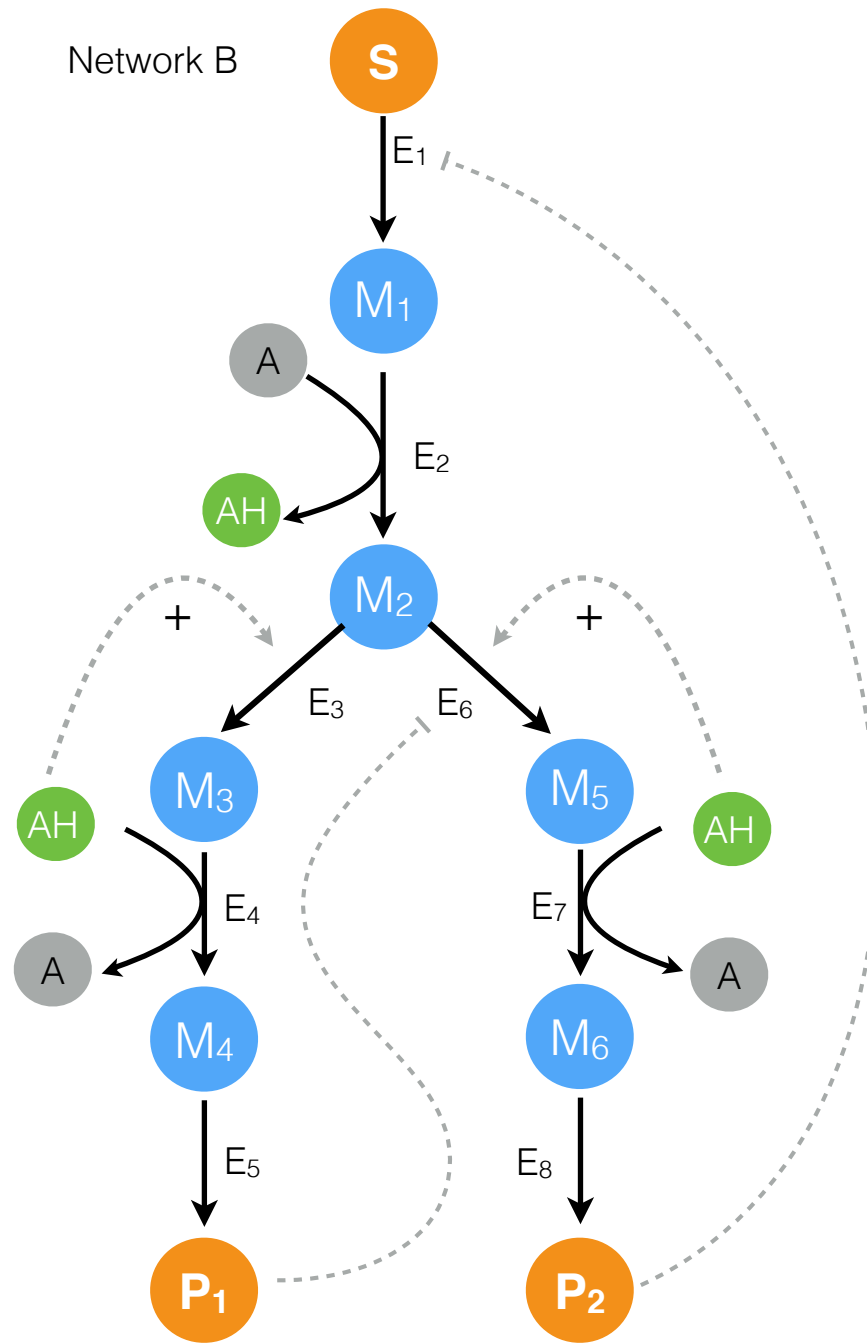 Network B
S
E₁
M₁
A
E₂
AH
M₂
+
+
E₃
E₆
M₃
M₅
AH
AH
E₄
E₇
A
A
M₄
M₆
E₅
E₈
P₁
P₂